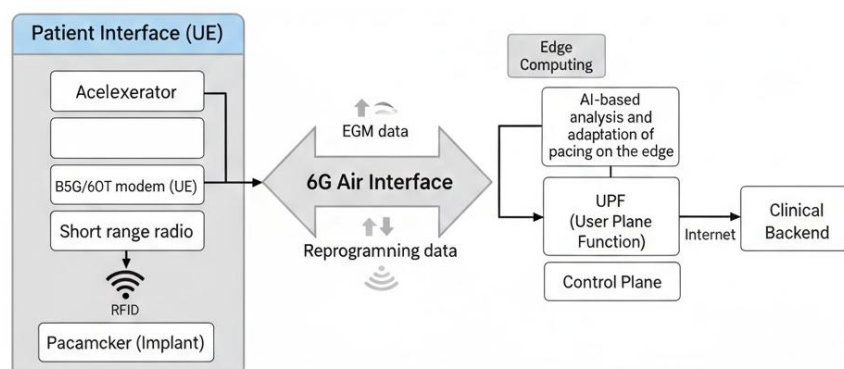 Patient Interface (UE)
Acelexerator
B5G/6OT modem (UE)
Short range radio
RFID
Pacamcker (Implant)
EGM data
6G Air Interface
Reprogramning data
Edge
Computing
AI-based
analysis and
adaptation of
pacing on the edge
UPF
(User Plane
Function)
Control Plane
Internet
Clinical
Backend